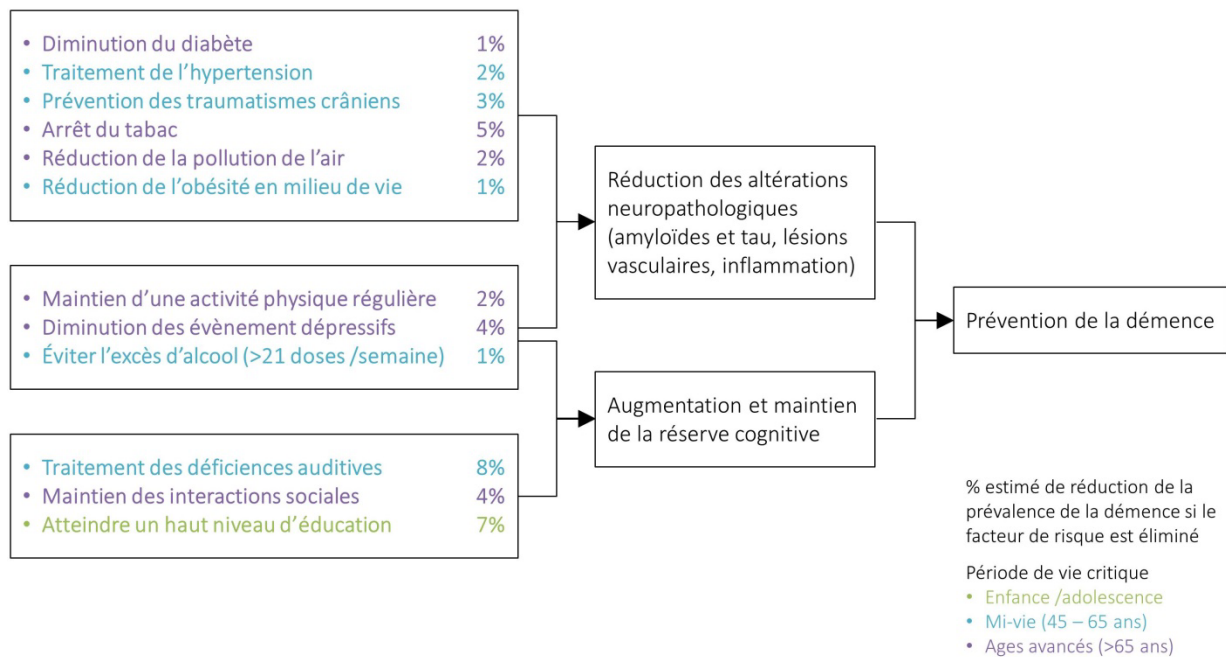 • Diminution du diabète 1%
• Traitement de l'hypertension 2%
• Prévention des traumatismes crâniens 3%
• Arrêt du tabac 5%
• Réduction de la pollution de l'air 2%
• Réduction de l'obésité en milieu de vie 1%
• Maintien d'une activité physique régulière 2%
• Diminution des évènement dépressifs 4%
• Éviter l'excès d'alcool (>21 doses /semaine) 1%
• Traitement des déficiences auditives 8%
• Maintien des interactions sociales 4%
• Atteindre un haut niveau d'éducation 7%
Réduction des altérations
neuropathologiques
(amyloïdes et tau, lésions
vasculaires, inflammation)
Augmentation et maintien
de la réserve cognitive
Prévention de la démence
% estimé de réduction de la
prévalence de la démence si le
facteur de risque est éliminé
Période de vie critique
• Enfance /adolescence
• Mi-vie (45 – 65 ans)
• Ages avancés (>65 ans)